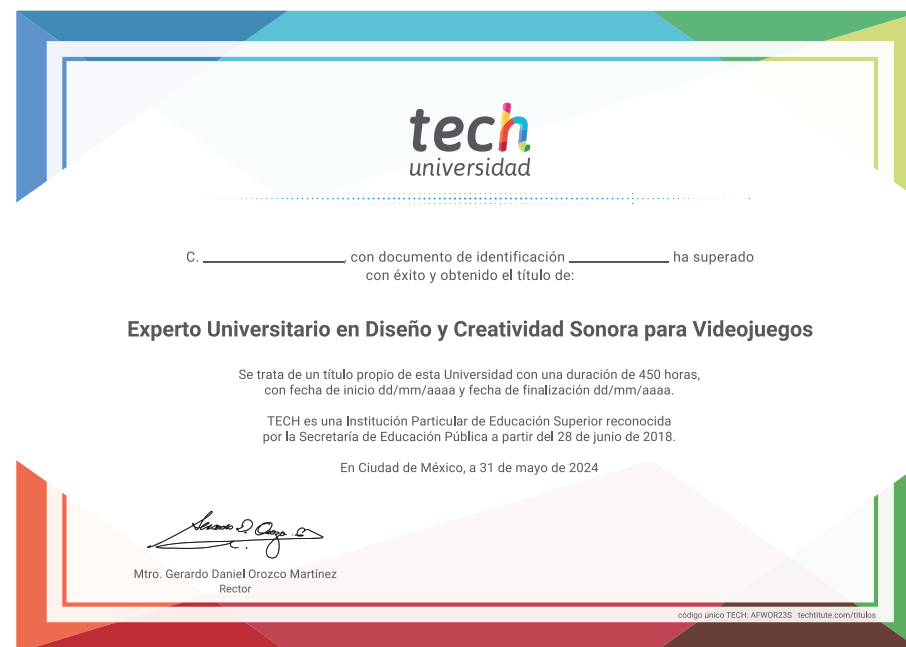 tech
universidad
C. ____________, con documento de identificación ____________ ha superado
con éxito y obtenido el título de:
Experto Universitario en Diseño y Creatividad Sonora para Videojuegos
Se trata de un título propio de esta Universidad con una duración de 450 horas,
con fecha de inicio dd/mm/aaaa y fecha de finalización dd/mm/aaaa.
TECH es una Institución Particular de Educación Superior reconocida
por la Secretaría de Educación Pública a partir del 28 de junio de 2018.
En Ciudad de México, a 31 de mayo de 2024
Mtro. Gerardo Daniel Orozco Martínez
Rector
código único TECH: AFWOR23S techtitute.com/titulos